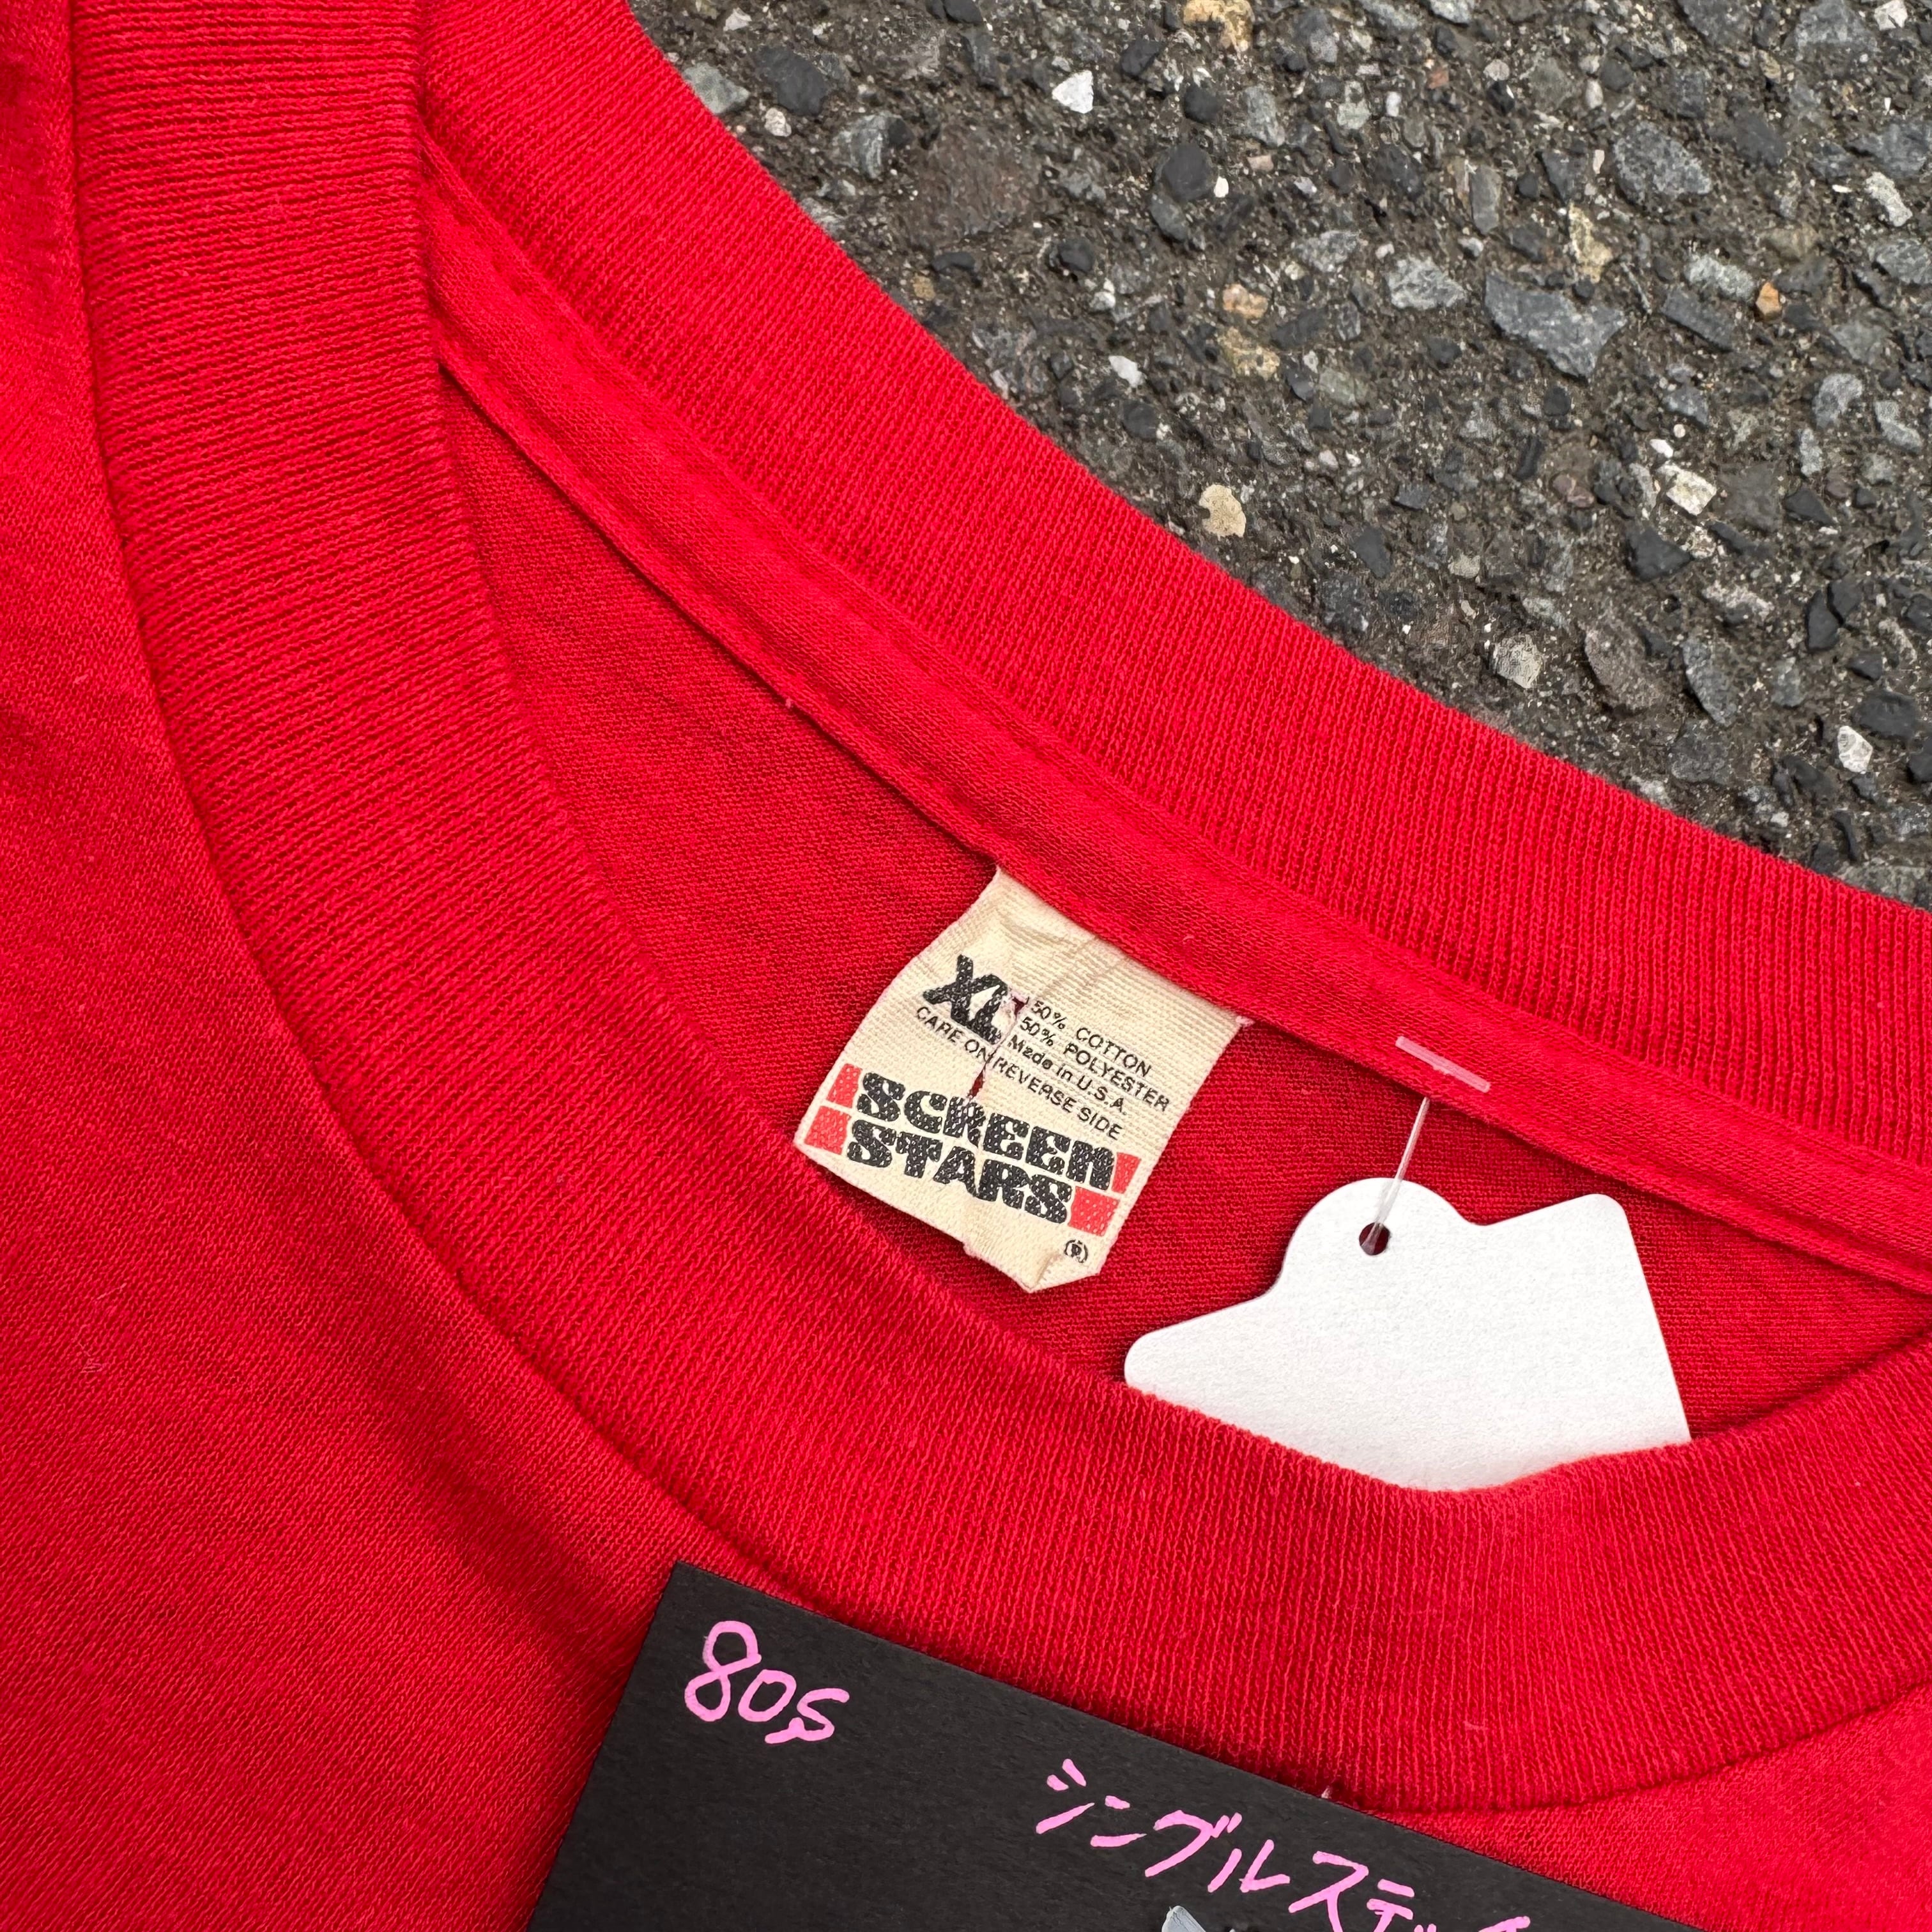 XL
50% COTTON
50% POLYESTER
Made in U.S.A.
CARE ON REVERSE SIDE
SCREEN
STARS
®
80s
シングルステッ